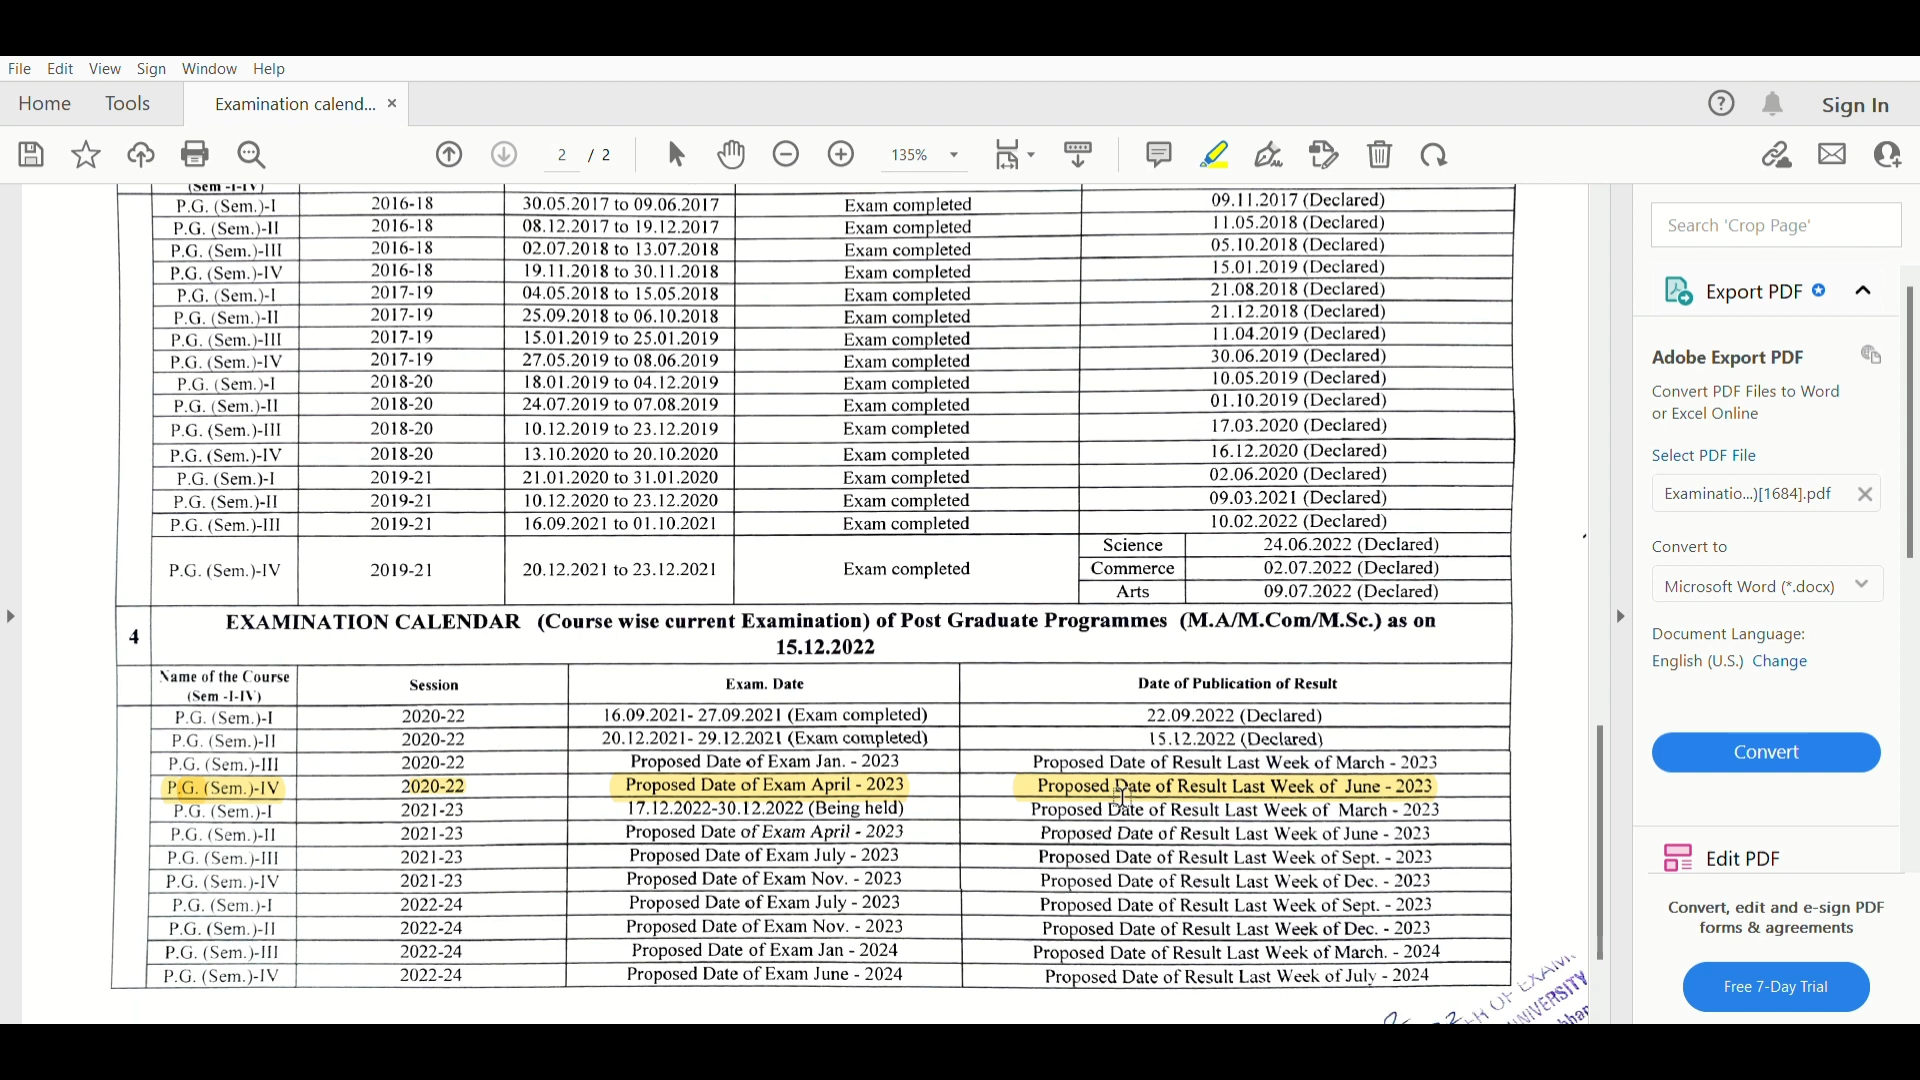 File Edit View Sign Window Help
Home Tools Examination calend... × Sign In
2 / 2 135%
(Sem -I-IV)
P.G. (Sem.)-I 2016-18 30.05.2017 to 09.06.2017 Exam completed 09.11.2017 (Declared)
P.G. (Sem.)-II 2016-18 08.12.2017 to 19.12.2017 Exam completed 11.05.2018 (Declared)
P.G. (Sem.)-III 2016-18 02.07.2018 to 13.07.2018 Exam completed 05.10.2018 (Declared)
P.G. (Sem.)-IV 2016-18 19.11.2018 to 30.11.2018 Exam completed 15.01.2019 (Declared)
P.G. (Sem.)-I 2017-19 04.05.2018 to 15.05.2018 Exam completed 21.08.2018 (Declared)
P.G. (Sem.)-II 2017-19 25.09.2018 to 06.10.2018 Exam completed 21.12.2018 (Declared)
P.G. (Sem.)-III 2017-19 15.01.2019 to 25.01.2019 Exam completed 11.04.2019 (Declared)
P.G. (Sem.)-IV 2017-19 27.05.2019 to 08.06.2019 Exam completed 30.06.2019 (Declared)
P.G. (Sem.)-I 2018-20 18.01.2019 to 04.12.2019 Exam completed 10.05.2019 (Declared)
P.G. (Sem.)-II 2018-20 24.07.2019 to 07.08.2019 Exam completed 01.10.2019 (Declared)
P.G. (Sem.)-III 2018-20 10.12.2019 to 23.12.2019 Exam completed 17.03.2020 (Declared)
P.G. (Sem.)-IV 2018-20 13.10.2020 to 20.10.2020 Exam completed 16.12.2020 (Declared)
P.G. (Sem.)-I 2019-21 21.01.2020 to 31.01.2020 Exam completed 02.06.2020 (Declared)
P.G. (Sem.)-II 2019-21 10.12.2020 to 23.12.2020 Exam completed 09.03.2021 (Declared)
P.G. (Sem.)-III 2019-21 16.09.2021 to 01.10.2021 Exam completed 10.02.2022 (Declared)
Science 24.06.2022 (Declared)
P.G. (Sem.)-IV 2019-21 20.12.2021 to 23.12.2021 Exam completed Commerce 02.07.2022 (Declared)
Arts 09.07.2022 (Declared)
4 EXAMINATION CALENDAR (Course wise current Examination) of Post Graduate Programmes (M.A/M.Com/M.Sc.) as on
15.12.2022
Name of the Course
(Sem -I-IV) Session Exam. Date Date of Publication of Result
P.G. (Sem.)-I 2020-22 16.09.2021- 27.09.2021 (Exam completed) 22.09.2022 (Declared)
P.G. (Sem.)-II 2020-22 20.12.2021- 29.12.2021 (Exam completed) 15.12.2022 (Declared)
P.G. (Sem.)-III 2020-22 Proposed Date of Exam Jan. - 2023 Proposed Date of Result Last Week of March - 2023
P.G. (Sem.)-IV 2020-22 Proposed Date of Exam April - 2023 Proposed Date of Result Last Week of June - 2023
P.G. (Sem.)-I 2021-23 17.12.2022-30.12.2022 (Being held) Proposed Date of Result Last Week of March - 2023
P.G. (Sem.)-II 2021-23 Proposed Date of Exam April - 2023 Proposed Date of Result Last Week of June - 2023
P.G. (Sem.)-III 2021-23 Proposed Date of Exam July - 2023 Proposed Date of Result Last Week of Sept. - 2023
P.G. (Sem.)-IV 2021-23 Proposed Date of Exam Nov. - 2023 Proposed Date of Result Last Week of Dec. - 2023
P.G. (Sem.)-I 2022-24 Proposed Date of Exam July - 2023 Proposed Date of Result Last Week of Sept. - 2023
P.G. (Sem.)-II 2022-24 Proposed Date of Exam Nov. - 2023 Proposed Date of Result Last Week of Dec. - 2023
P.G. (Sem.)-III 2022-24 Proposed Date of Exam Jan - 2024 Proposed Date of Result Last Week of March. - 2024
P.G. (Sem.)-IV 2022-24 Proposed Date of Exam June - 2024 Proposed Date of Result Last Week of July - 2024
Search 'Crop Page'
Export PDF
Adobe Export PDF
Convert PDF Files to Word
or Excel Online
Select PDF File
Examinatio...)[1684].pdf
Convert to
Microsoft Word (*.docx)
Document Language:
English (U.S.) Change
Convert
Edit PDF
Convert, edit and e-sign PDF
forms & agreements
Free 7-Day Trial